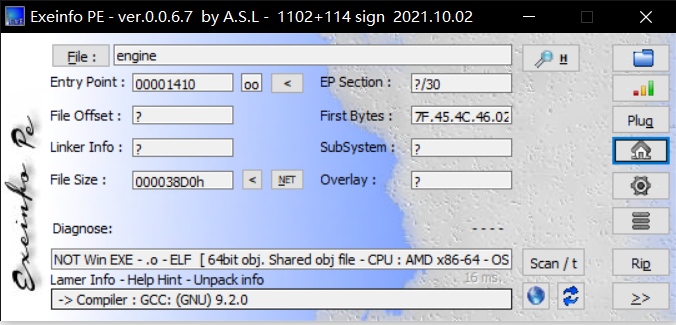 Exeinfo PE - ver.0.0.6.7 by A.S.L - 1102+114 sign 2021.10.02
File : engine H
Entry Point : 00001410 oo < EP Section : ?/30
File Offset : ? First Bytes : 7F.45.4C.46.02 Plug
Linker Info : ? SubSystem : ?
File Size : 000038D0h < NET Overlay : ?
Diagnose: ----
NOT Win EXE - .o - ELF [ 64bit obj. Shared obj file - CPU : AMD x86-64 - OS Scan / t Rip
Lamer Info - Help Hint - Unpack info 16 ms.
-> Compiler : GCC: (GNU) 9.2.0 >>
Exeinfo Pe